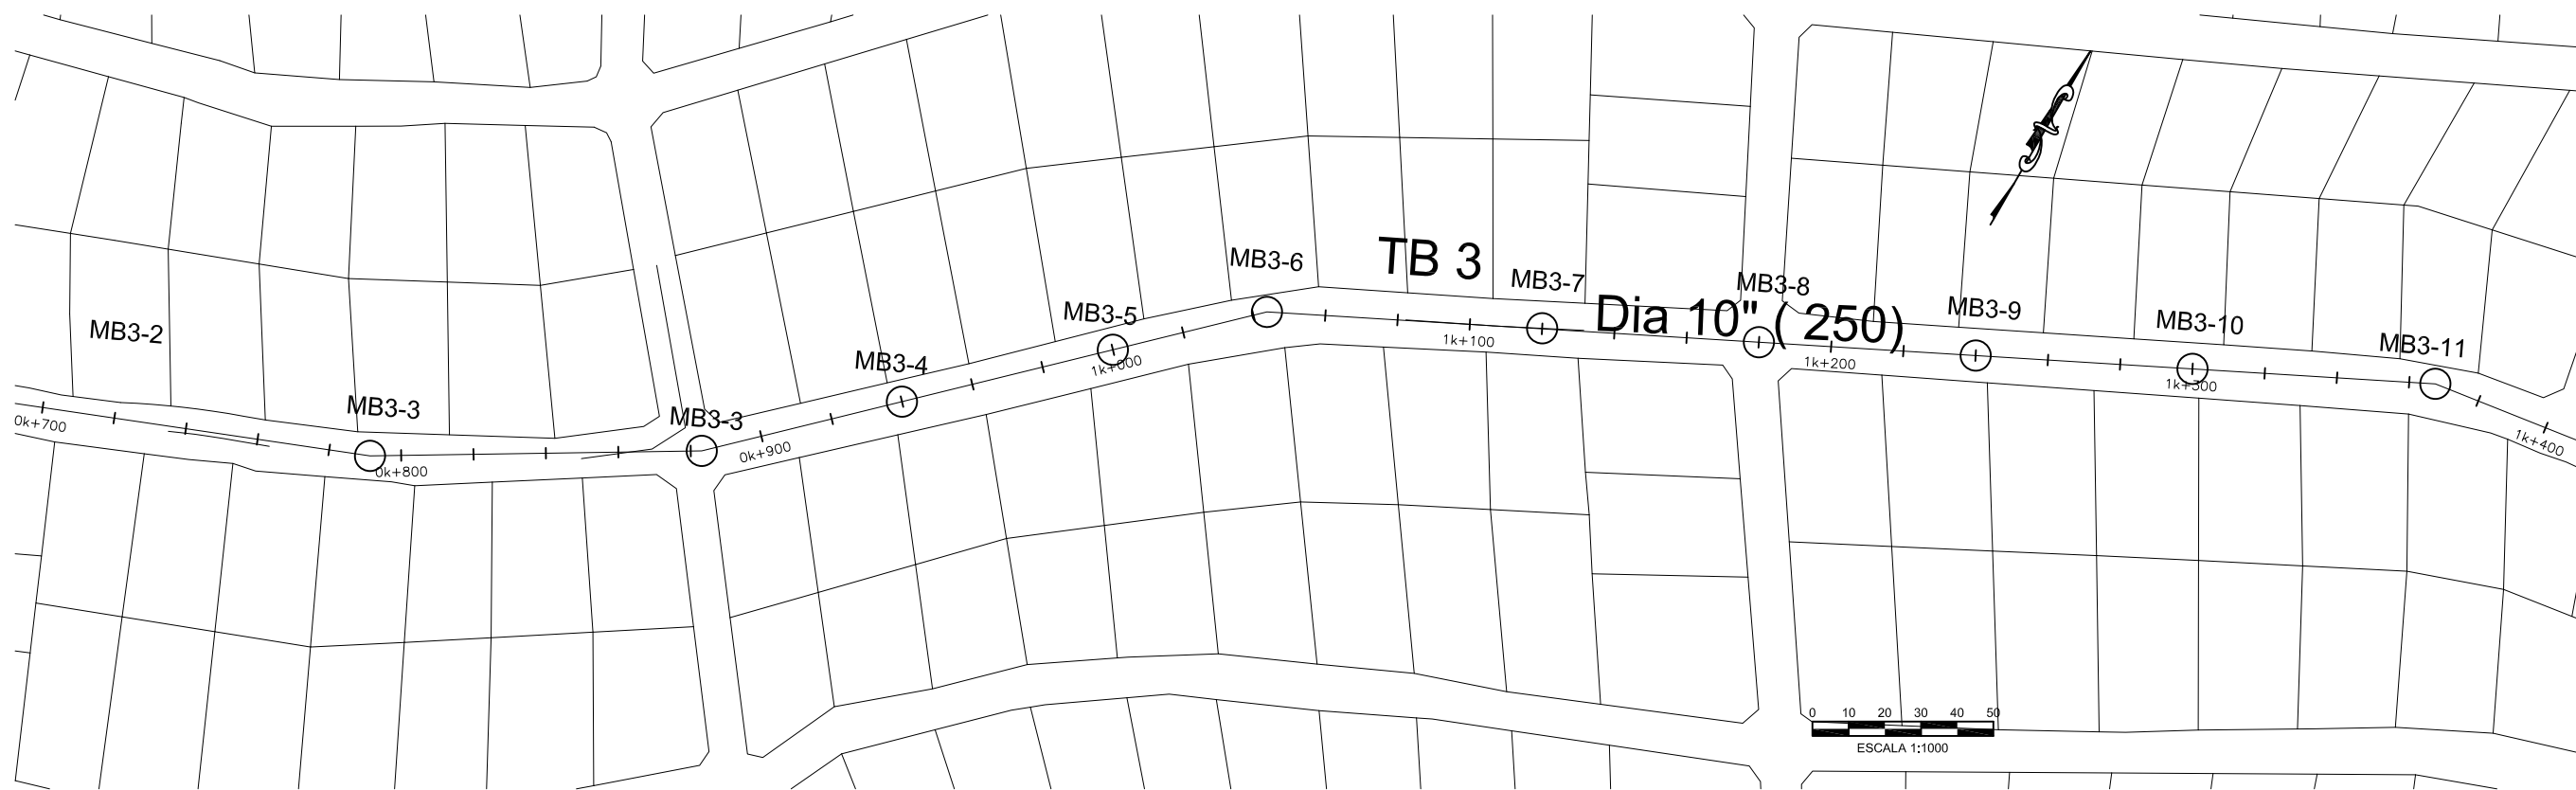 MB3-6
TB 3
MB3-7
MB3-8
MB3-5
Dia 10" ( 250)
MB3-9
MB3-10
MB3-2
MB3-11
MB3-4
1k+100
1k+200
1k+000
1k+300
MB3-3
MB3-3
0k+700
0k+900
1k+400
0k+800
0 10 20 30 40 50
ESCALA 1:1000